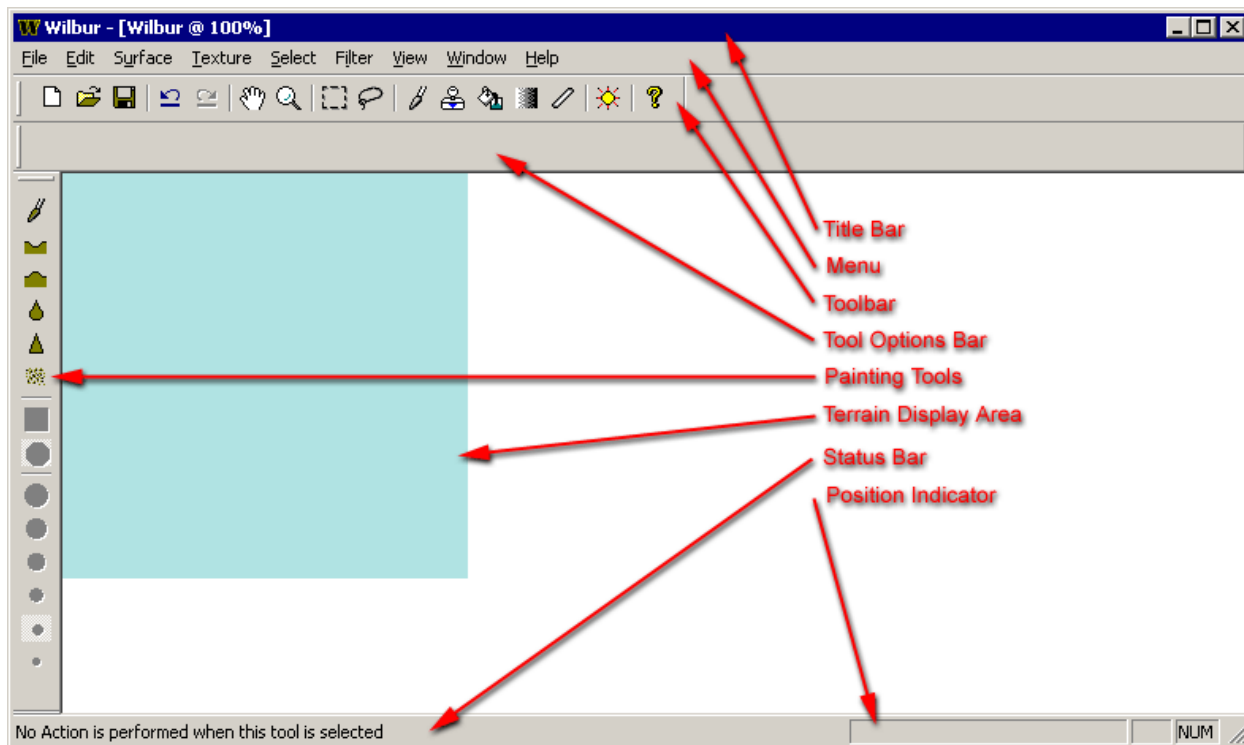 Wilbur - [Wilbur @ 100%]
File Edit Surface Texture Select Filter View Window Help
Title Bar
Menu
Toolbar
Tool Options Bar
Painting Tools
Terrain Display Area
Status Bar
Position Indicator
No Action is performed when this tool is selected
NUM